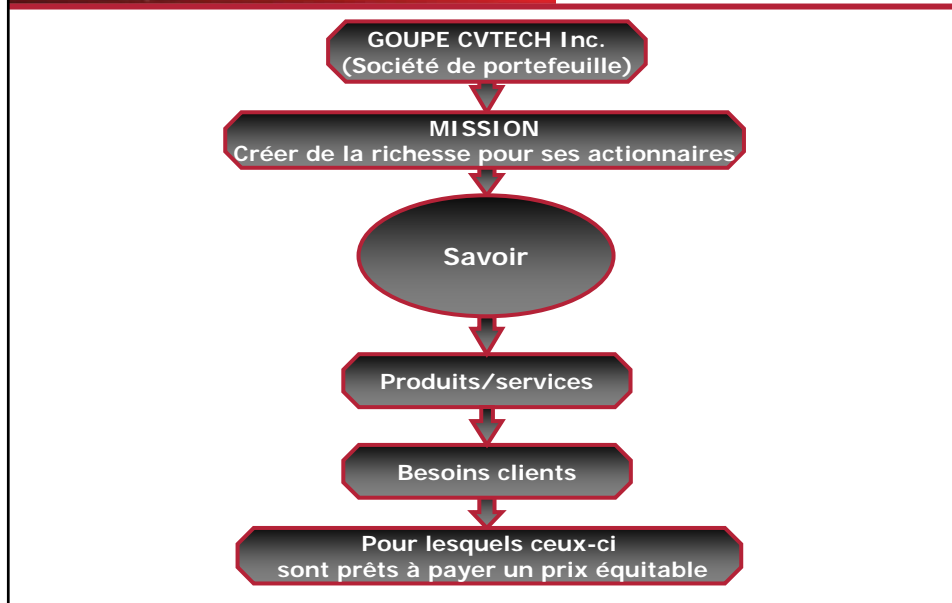 GOUPE CVTECH Inc.
(Société de portefeuille)
MISSION
Créer de la richesse pour ses actionnaires
Savoir
Produits/services
Besoins clients
Pour lesquels ceux-ci
sont prêts à payer un prix équitable